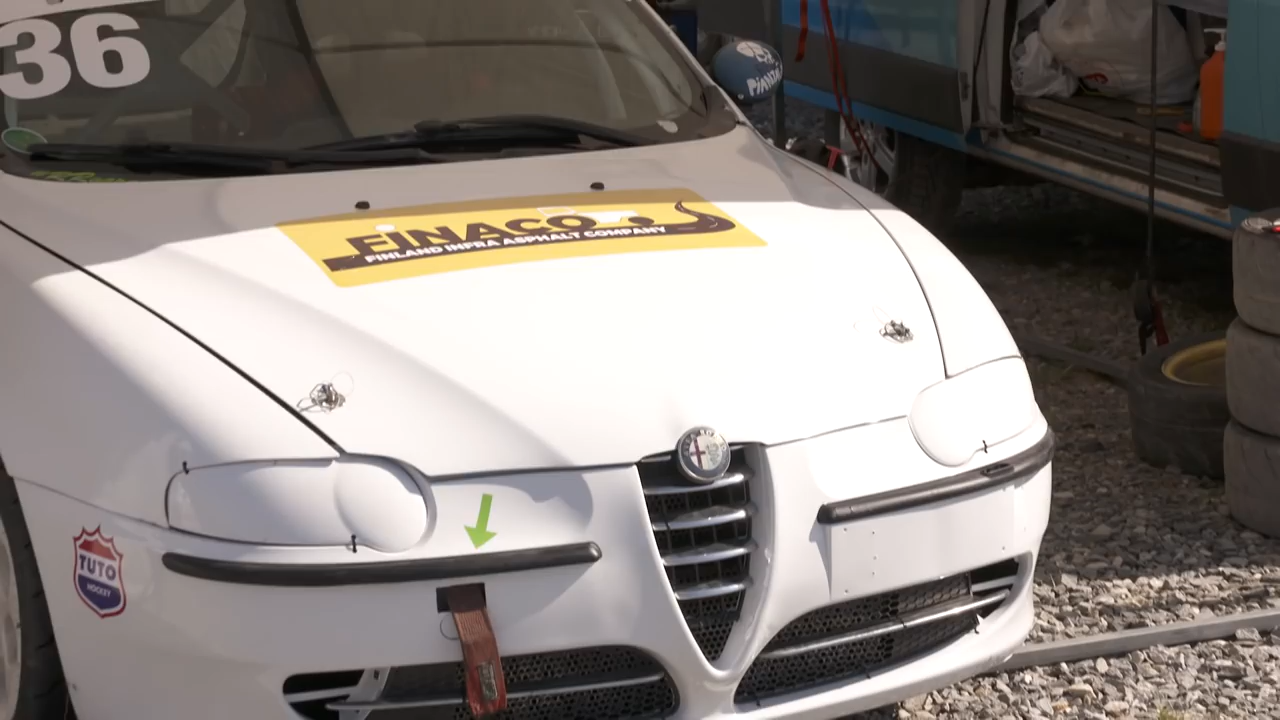 36
FINACO
FINLAND INFRA ASPHALT COMPANY
TUTO
HOCKEY